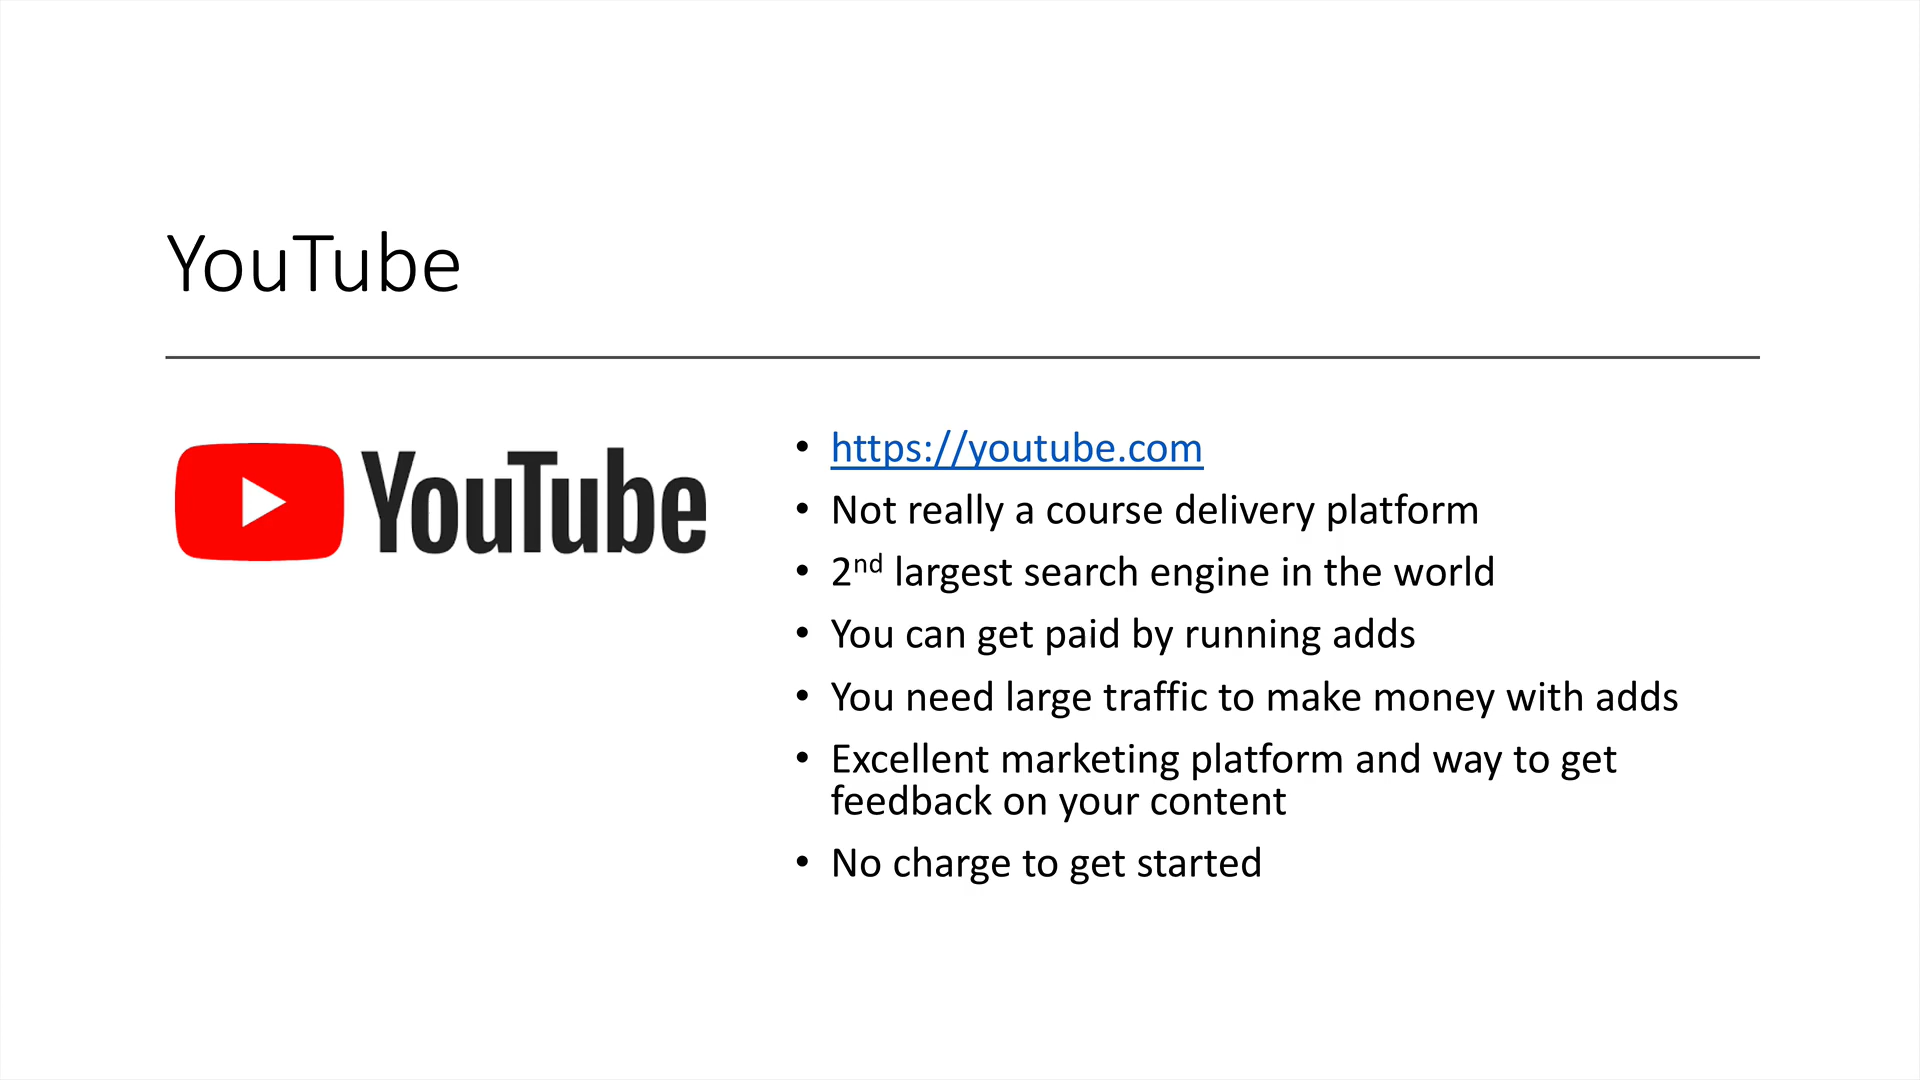 YouTube
YouTube
• https://youtube.com
• Not really a course delivery platform
• 2nd largest search engine in the world
• You can get paid by running adds
• You need large traffic to make money with adds
• Excellent marketing platform and way to get
feedback on your content
• No charge to get started